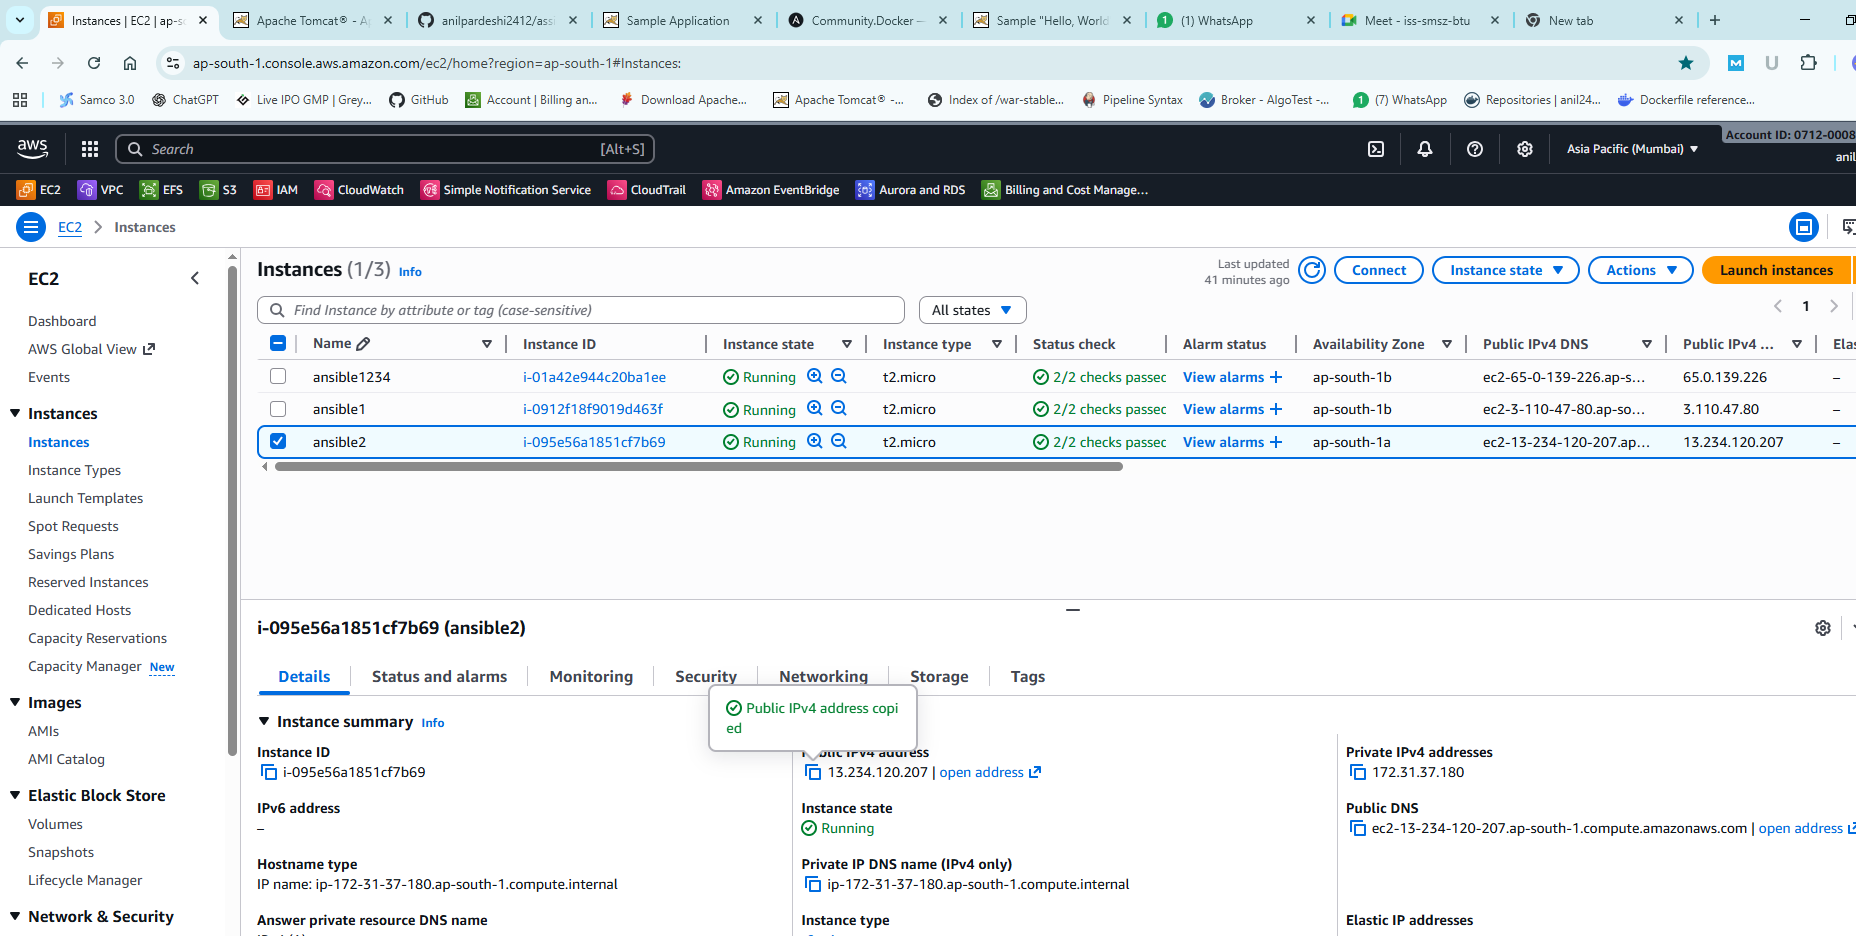 Instances | EC2 | ap-s
Apache Tomcat® - A
anilpardeshi2412/assi
Sample Application
Community.Docker —
Sample "Hello, World
(1) WhatsApp
Meet - iss-smsz-btu
New tab
ap-south-1.console.aws.amazon.com/ec2/home?region=ap-south-1#Instances:
Samco 3.0
ChatGPT
Live IPO GMP | Grey...
GitHub
Account | Billing an...
Download Apache...
Apache Tomcat® -...
Index of /war-stable...
Pipeline Syntax
Broker - AlgoTest -...
(7) WhatsApp
Repositories | anil24...
Dockerfile reference...
aws
Search
[Alt+S]
Asia Pacific (Mumbai)
Account ID: 0712-0008
anil
EC2
VPC
EFS
S3
IAM
CloudWatch
Simple Notification Service
CloudTrail
Amazon EventBridge
Aurora and RDS
Billing and Cost Manage...
EC2
Instances
EC2
Dashboard
AWS Global View
Events
Instances
Instances
Instance Types
Launch Templates
Spot Requests
Savings Plans
Reserved Instances
Dedicated Hosts
Capacity Reservations
Capacity Manager New
Images
AMIs
AMI Catalog
Elastic Block Store
Volumes
Snapshots
Lifecycle Manager
Network & Security
Instances (1/3) Info
Last updated
41 minutes ago
Connect
Instance state
Actions
Launch instances
Find Instance by attribute or tag (case-sensitive)
All states
1
Name Instance ID Instance state Instance type Status check Alarm status Availability Zone Public IPv4 DNS Public IPv4 ... Elas
ansible1234 i-01a42e944c20ba1ee Running t2.micro 2/2 checks passed View alarms + ap-south-1b ec2-65-0-139-226.ap-s... 65.0.139.226 –
ansible1 i-0912f18f9019d463f Running t2.micro 2/2 checks passed View alarms + ap-south-1b ec2-3-110-47-80.ap-so... 3.110.47.80 –
ansible2 i-095e56a1851cf7b69 Running t2.micro 2/2 checks passed View alarms + ap-south-1a ec2-13-234-120-207.ap... 13.234.120.207 –
i-095e56a1851cf7b69 (ansible2)
Details
Status and alarms
Monitoring
Security
Networking
Storage
Tags
Public IPv4 address copi
ed
Instance summary Info
Instance ID
i-095e56a1851cf7b69
Public IPv4 address
13.234.120.207 | open address
Private IPv4 addresses
172.31.37.180
IPv6 address
–
Instance state
Running
Public DNS
ec2-13-234-120-207.ap-south-1.compute.amazonaws.com | open address
Hostname type
IP name: ip-172-31-37-180.ap-south-1.compute.internal
Private IP DNS name (IPv4 only)
ip-172-31-37-180.ap-south-1.compute.internal
Answer private resource DNS name
Instance type
Elastic IP addresses